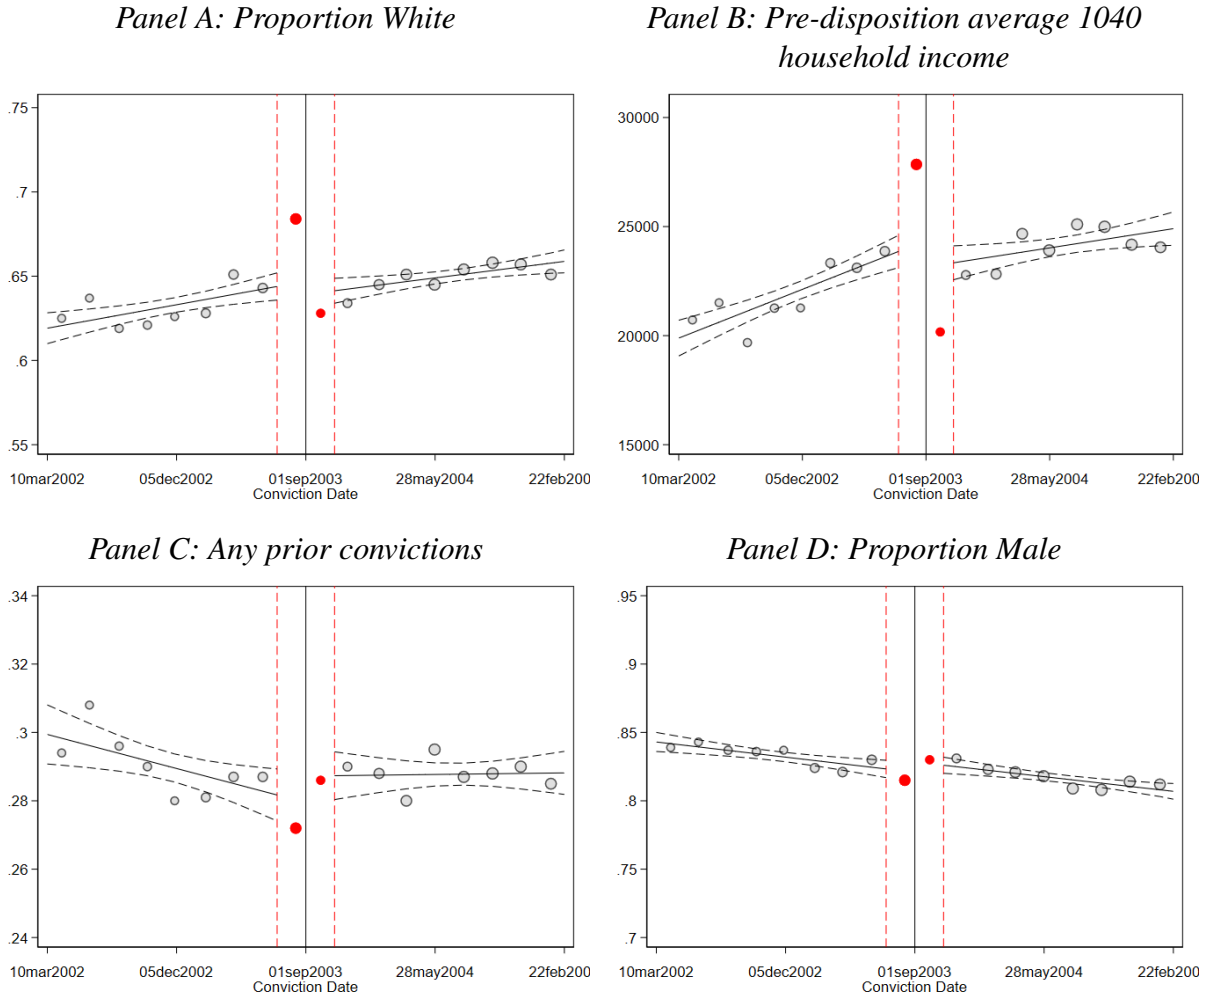 Panel A: Proportion White
.75
.7
.65
.6
.55
10mar2002 05dec2002 01sep2003 28may2004 22feb200
Conviction Date
Panel B: Pre-disposition average 1040
household income
30000
25000
20000
15000
10mar2002 05dec2002 01sep2003 28may2004 22feb200
Conviction Date
Panel C: Any prior convictions
.34
.32
.3
.28
.26
.24
10mar2002 05dec2002 01sep2003 28may2004 22feb200
Conviction Date
Panel D: Proportion Male
.95
.9
.85
.8
.75
.7
10mar2002 05dec2002 01sep2003 28may2004 22feb200
Conviction Date